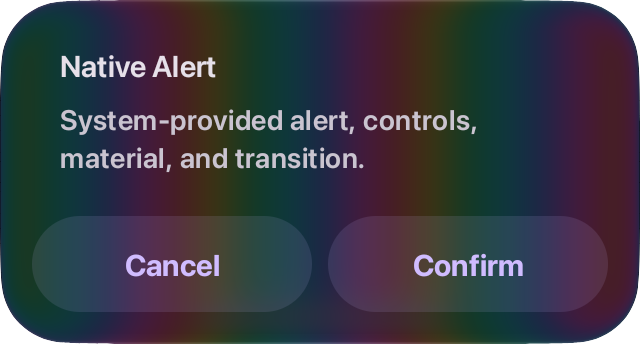 Native Alert
System-provided alert, controls,
material, and transition.
Cancel
Confirm